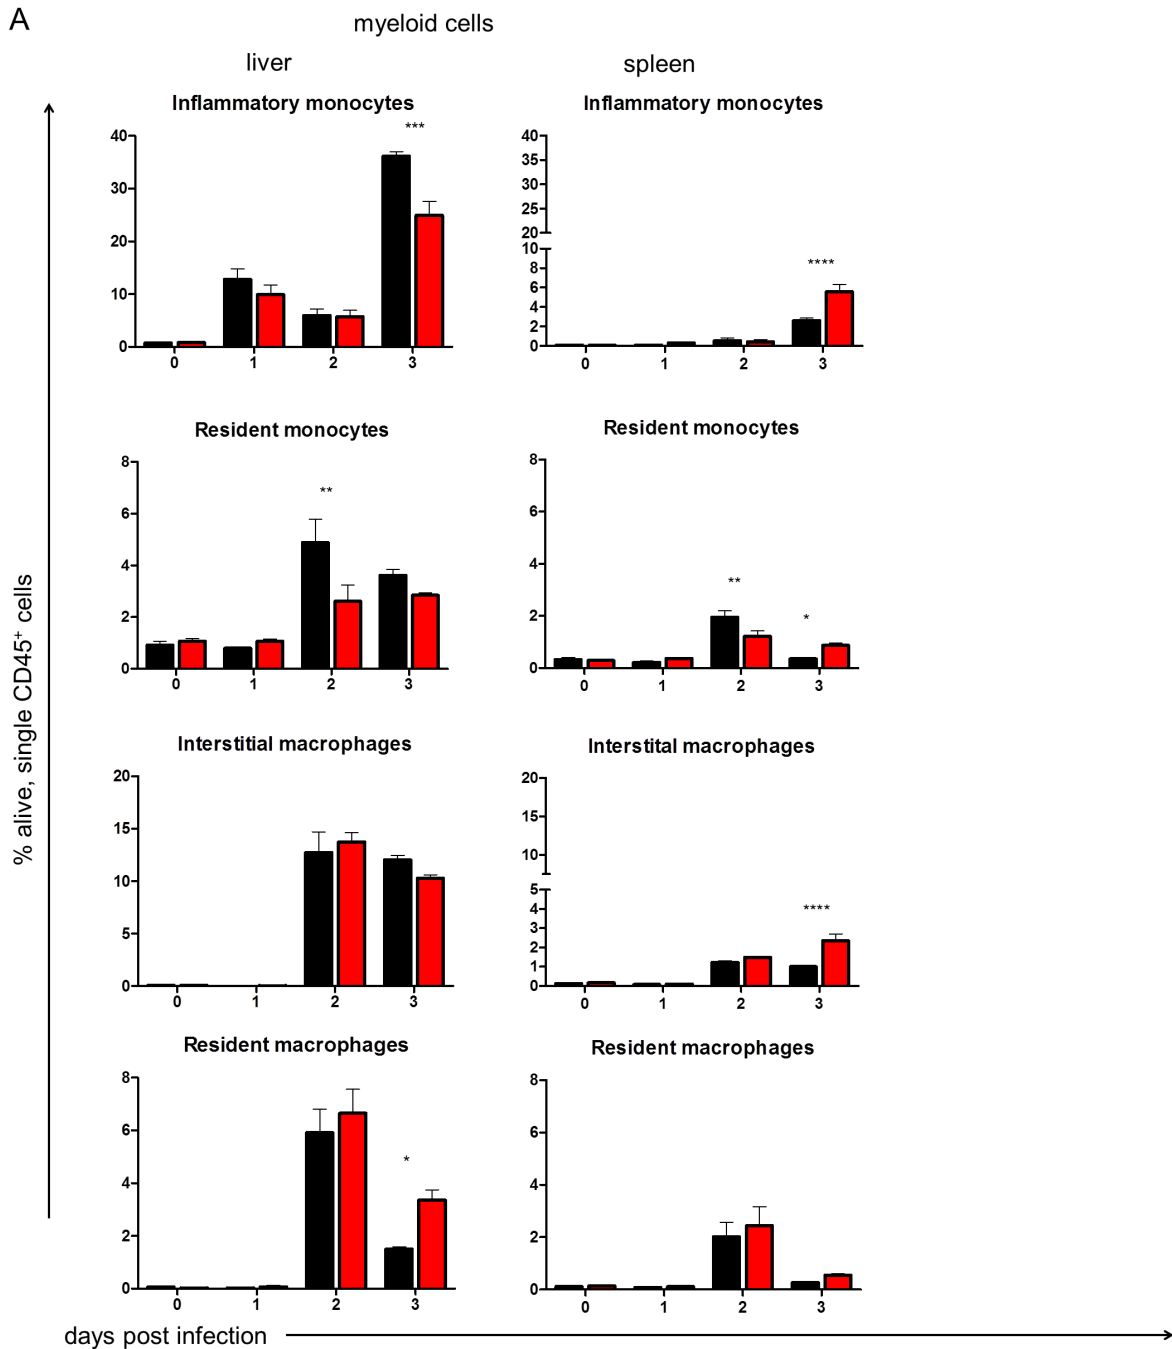 A
myeloid cells
liver
spleen
% alive, single CD45+ cells
Inflammatory monocytes
40
30
20
10
0
***
0 1 2 3
Inflammatory monocytes
40
35
30
25
20
10
8
6
4
2
0
****
0 1 2 3
Resident monocytes
8
6
4
2
0
**
0 1 2 3
Resident monocytes
8
6
4
2
0
**
*
0 1 2 3
Interstitial macrophages
20
15
10
5
0
0 1 2 3
Interstital macrophages
20
15
10
5
4
3
2
1
0
****
0 1 2 3
Resident macrophages
8
6
4
2
0
*
0 1 2 3
Resident macrophages
8
6
4
2
0
0 1 2 3
days post infection